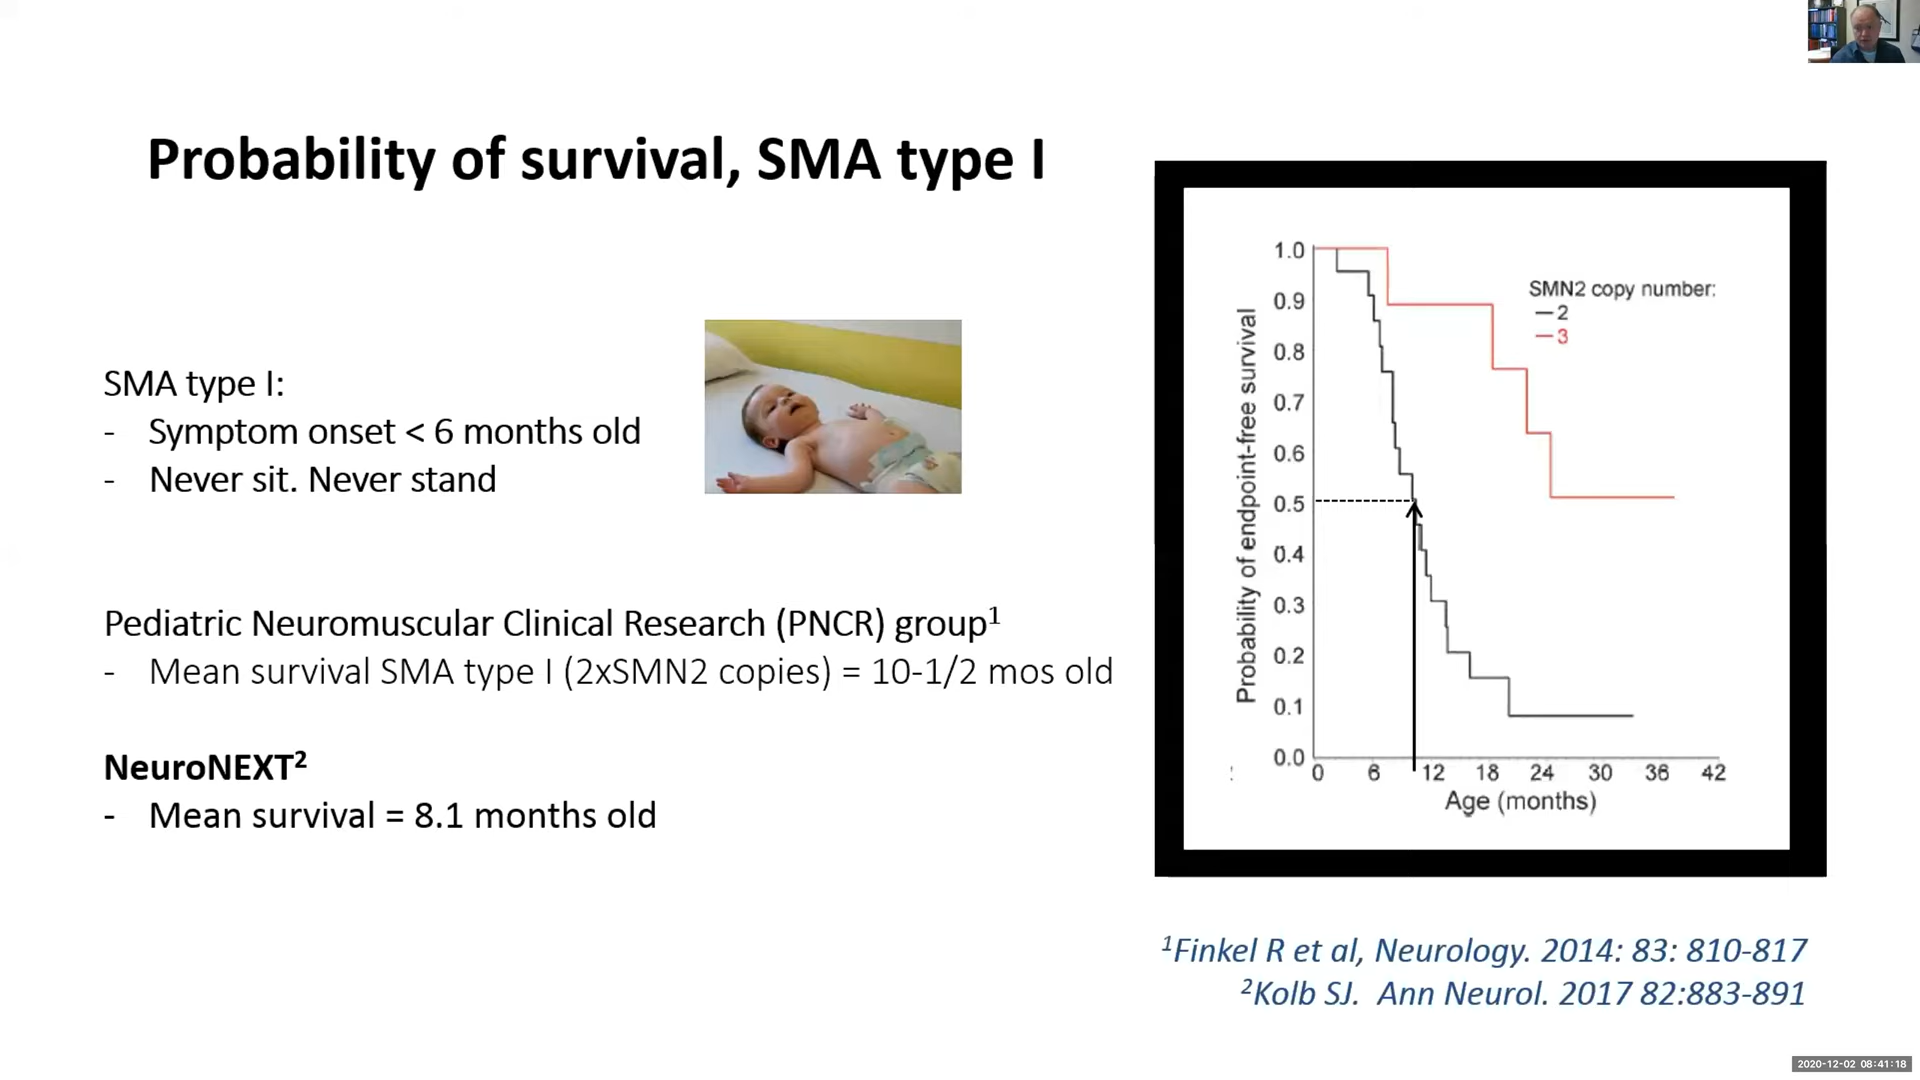 Probability of survival, SMA type I
SMA type I:
- Symptom onset < 6 months old
- Never sit. Never stand
Pediatric Neuromuscular Clinical Research (PNCR) group¹
- Mean survival SMA type I (2xSMN2 copies) = 10-1/2 mos old
NeuroNEXT²
- Mean survival = 8.1 months old
Probability of endpoint-free survival
1.0
0.9
0.8
0.7
0.6
0.5
0.4
0.3
0.2
0.1
0.0
SMN2 copy number:
2
3
0 6 12 18 24 30 36 42
Age (months)
¹Finkel R et al, Neurology. 2014: 83: 810-817
²Kolb SJ. Ann Neurol. 2017 82:883-891
2020-12-02 08:41:18